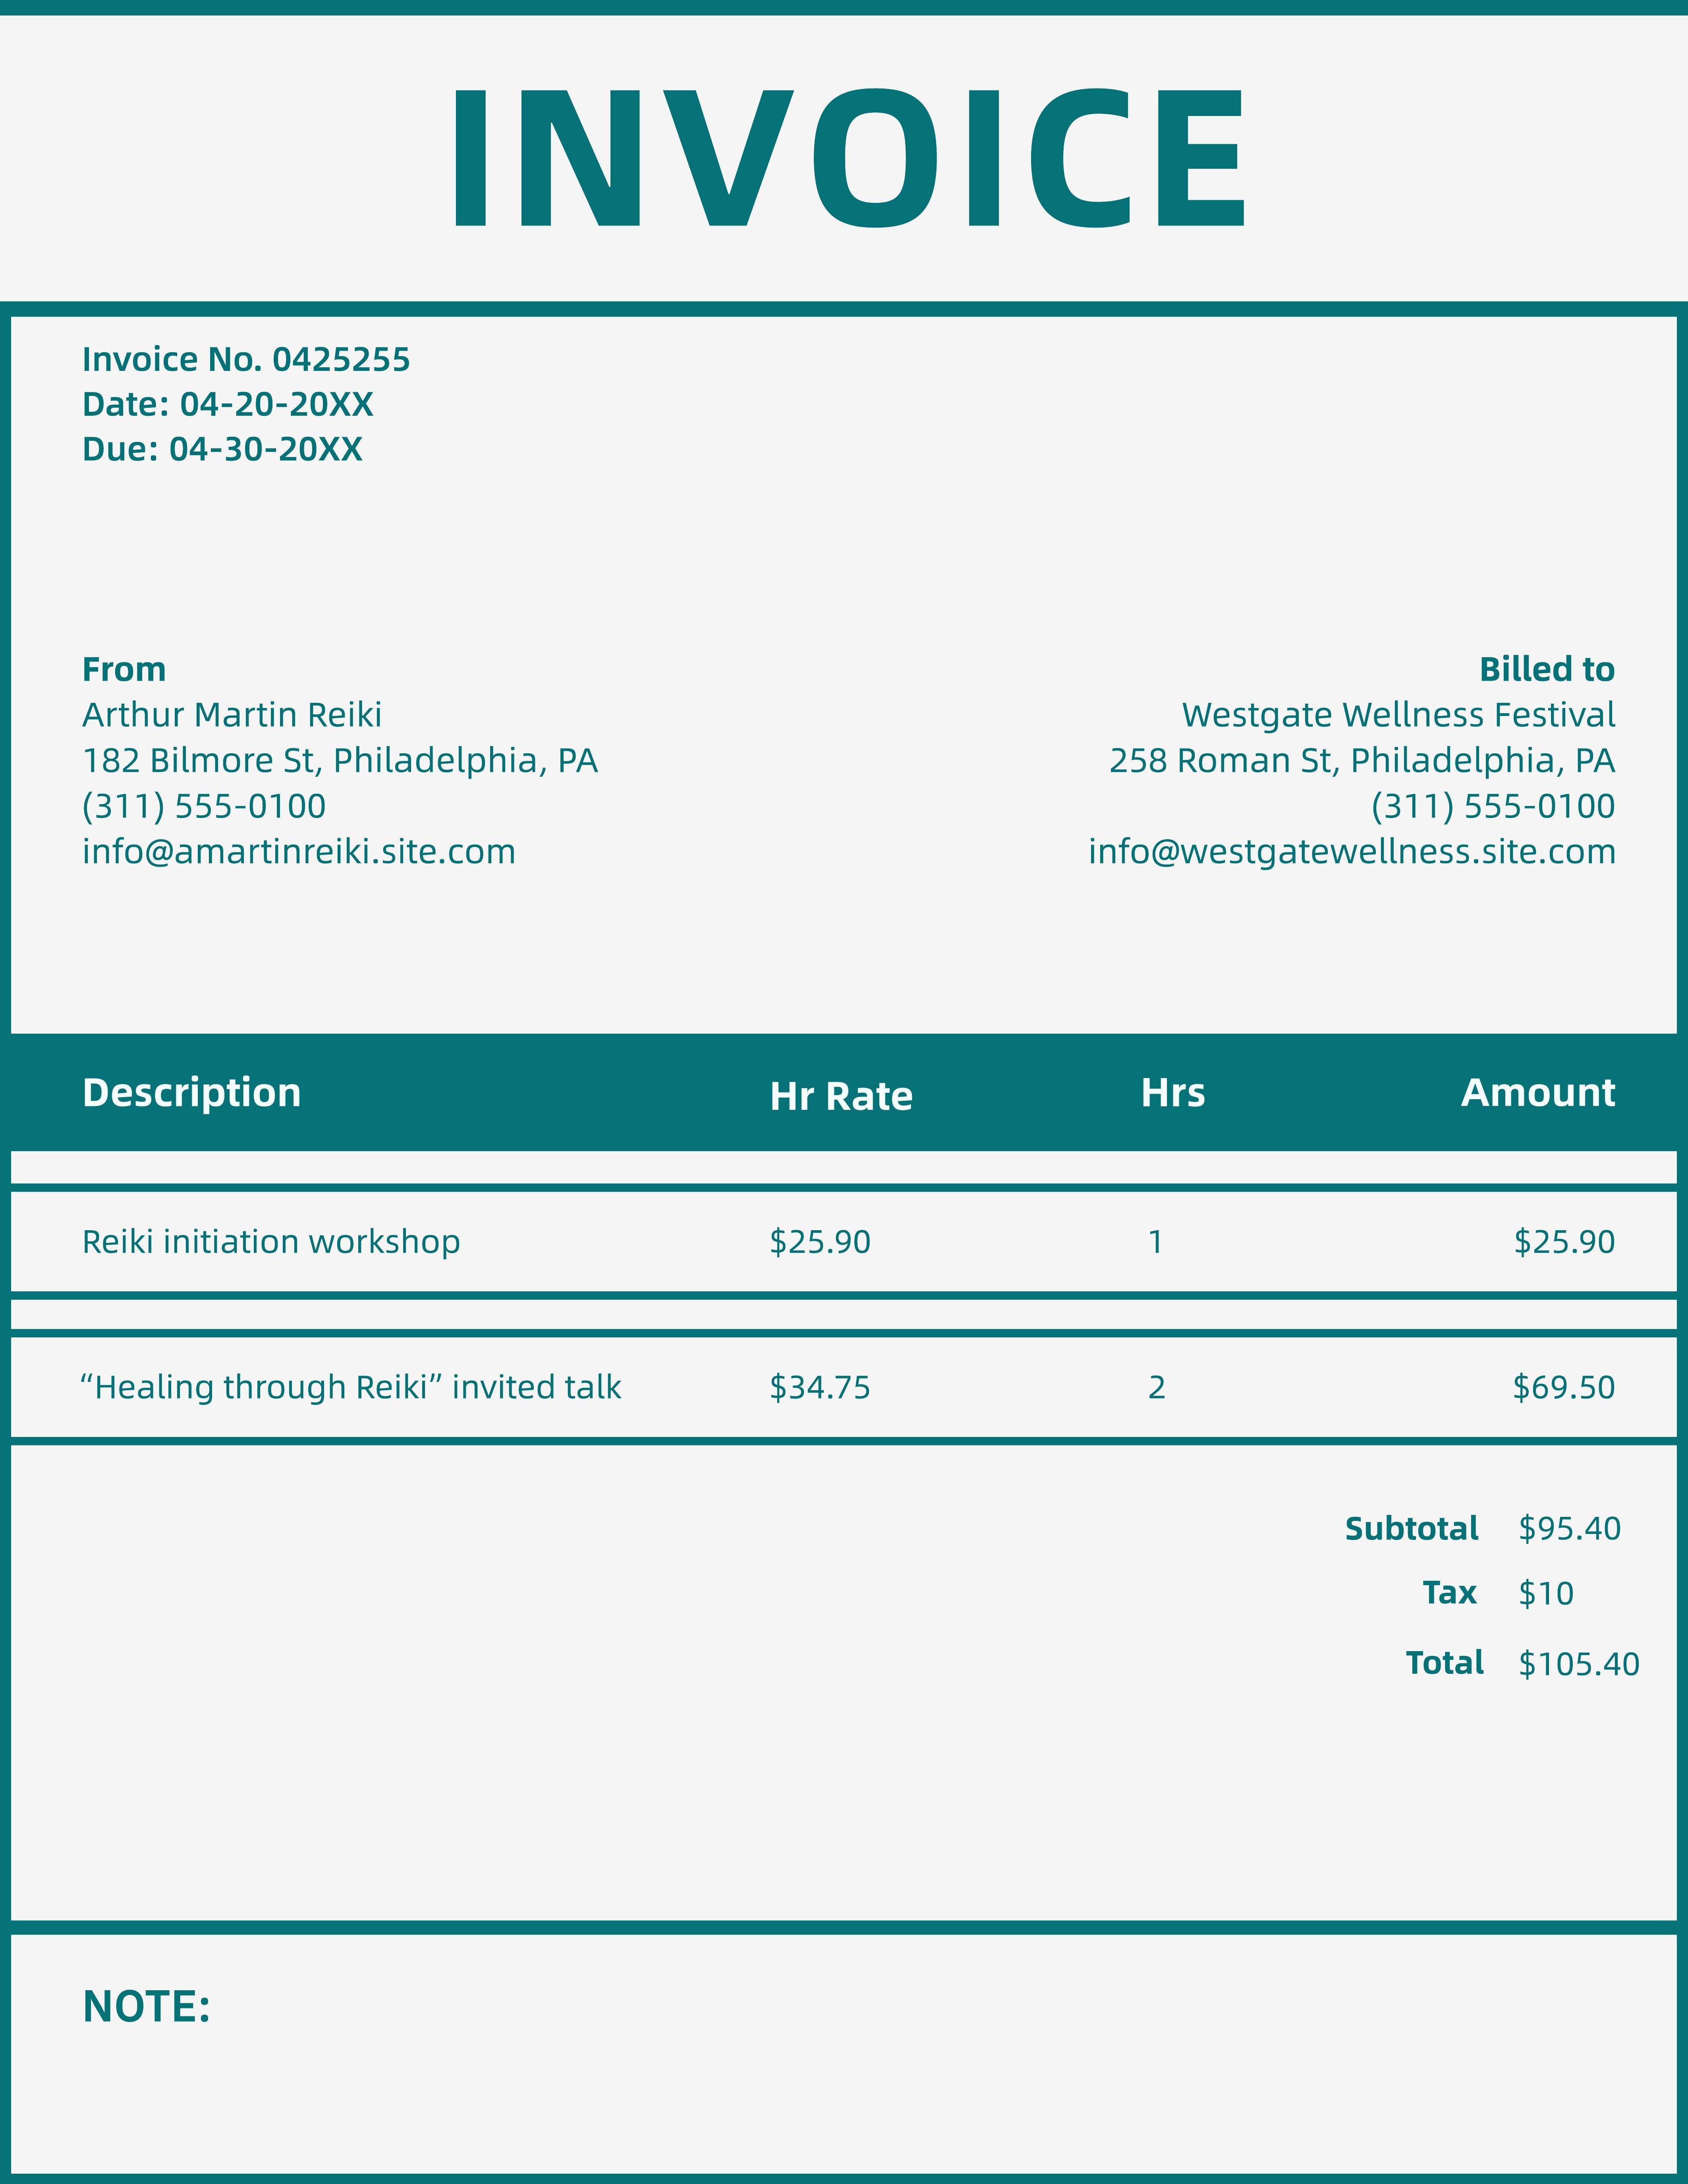 INVOICE
Invoice No. 0425255
Date: 04-20-20XX
Due: 04-30-20XX
From
Arthur Martin Reiki
182 Bilmore St, Philadelphia, PA
(311) 555-0100
info@amartinreiki.site.com
Billed to
Westgate Wellness Festival
258 Roman St, Philadelphia, PA
(311) 555-0100
info@westgatewellness.site.com
Description Hr Rate Hrs Amount
Reiki initiation workshop $25.90 1 $25.90
“Healing through Reiki” invited talk $34.75 2 $69.50
Subtotal $95.40
Tax $10
Total $105.40
NOTE: